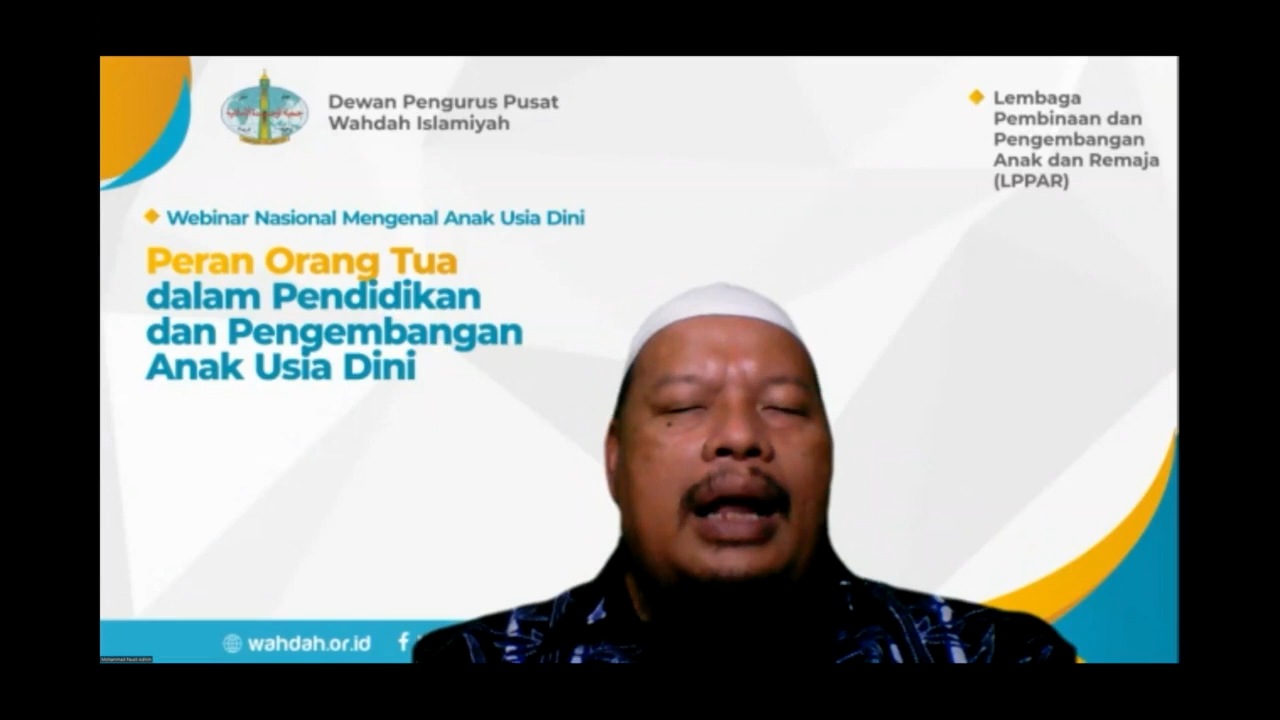 Dewan Pengurus Pusat
Wahdah Islamiyah
Lembaga
Pembinaan dan
Pengembangan
Anak dan Remaja
(LPPAR)
Webinar Nasional Mengenal Anak Usia Dini
Peran Orang Tua
dalam Pendidikan
dan Pengembangan
Anak Usia Dini
wahdah.or.id